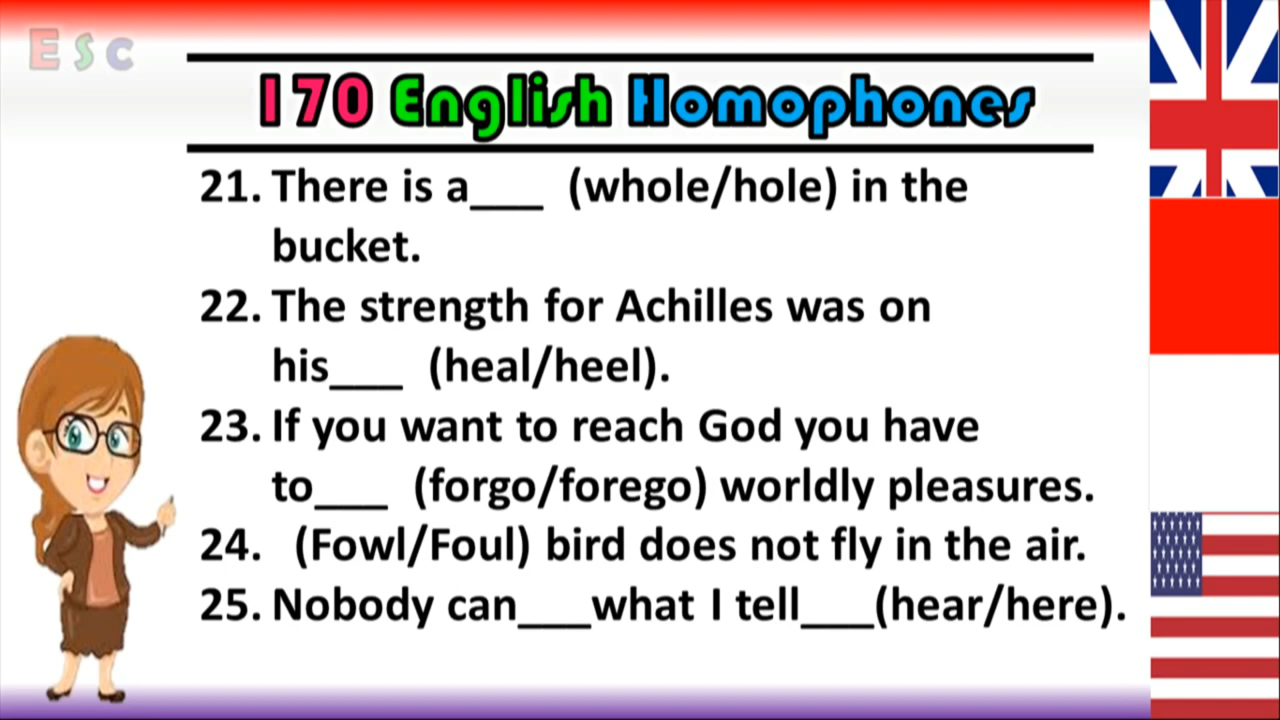 E S C
170 English Homophones
21. There is a___ (whole/hole) in the
bucket.
22. The strength for Achilles was on
his___ (heal/heel).
23. If you want to reach God you have
to___ (forgo/forego) worldly pleasures.
24. (Fowl/Foul) bird does not fly in the air.
25. Nobody can___what I tell___(hear/here).